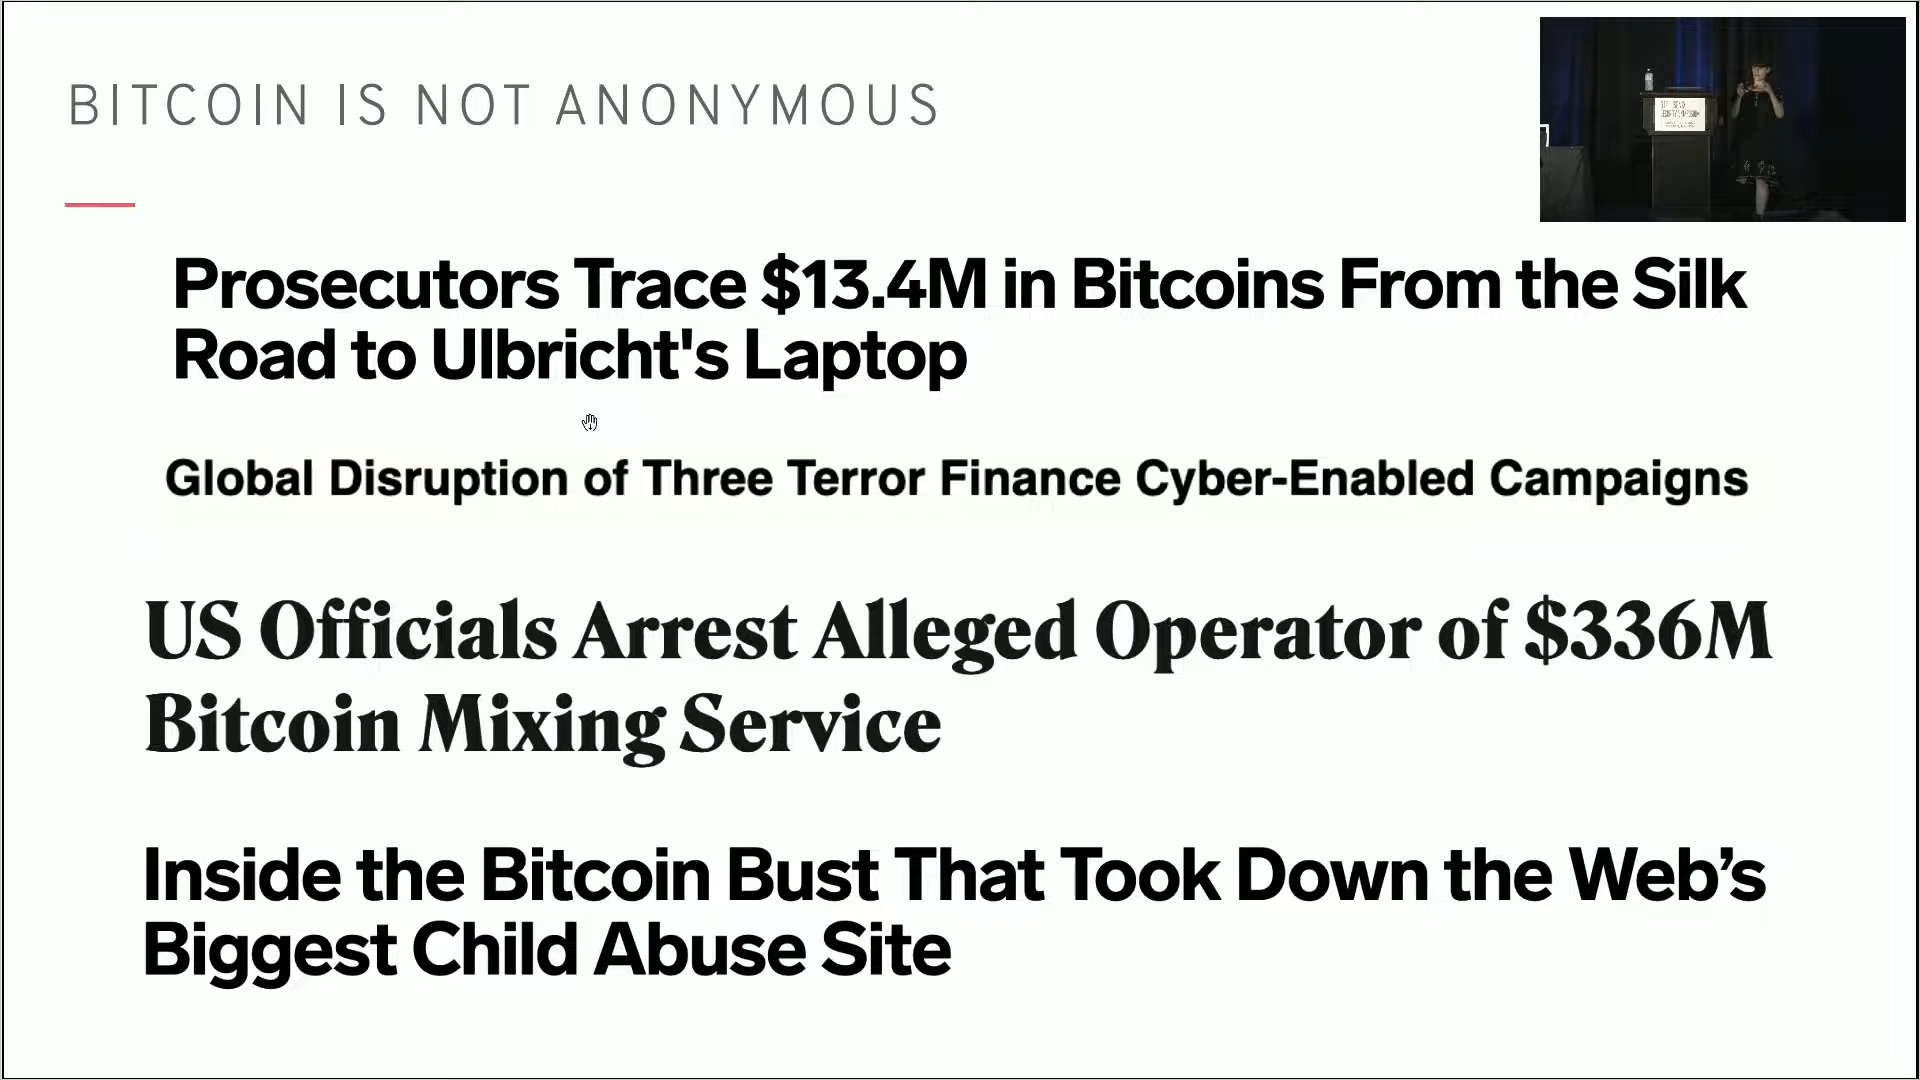 BITCOIN IS NOT ANONYMOUS
Prosecutors Trace $13.4M in Bitcoins From the Silk
Road to Ulbricht's Laptop
Global Disruption of Three Terror Finance Cyber-Enabled Campaigns
US Officials Arrest Alleged Operator of $336M
Bitcoin Mixing Service
Inside the Bitcoin Bust That Took Down the Web’s
Biggest Child Abuse Site